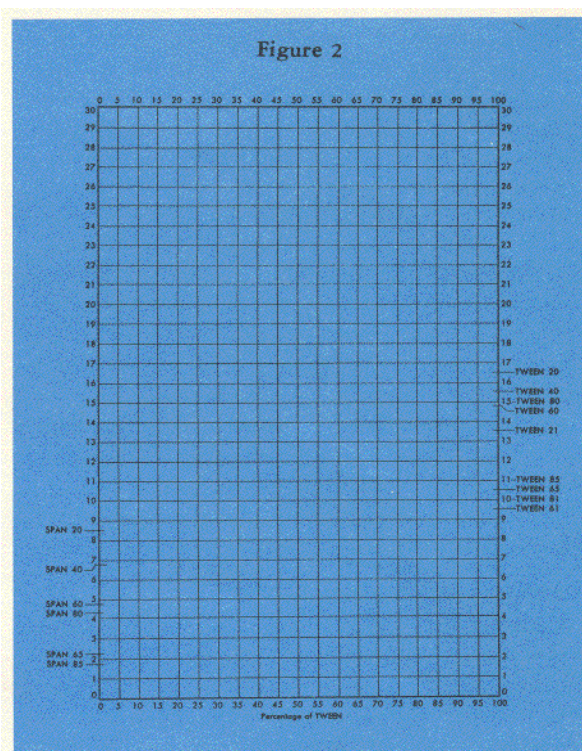 Figure 2
0 5 10 15 20 25 30 35 40 45 50 55 60 65 70 75 80 85 90 95 100
30 30
29 29
28 28
27 27
26 26
25 25
24 24
23 23
22 22
21 21
20 20
19 19
18 18
17 17
TWEEN 20
16 16
TWEEN 40
15 15 TWEEN 80
TWEEN 60
14 14
TWEEN 21
13 13
12 12
11 11 TWEEN 85
TWEEN 65
10 10 TWEEN 81
TWEEN 61
9 9
SPAN 20
8 8
7 7
SPAN 40
6 6
5 5
SPAN 60
SPAN 80
4 4
3 3
SPAN 65
2 2
SPAN 85
1 1
0 0
0 5 10 15 20 25 30 35 40 45 50 55 60 65 70 75 80 85 90 95 100
Percentage of TWEEN